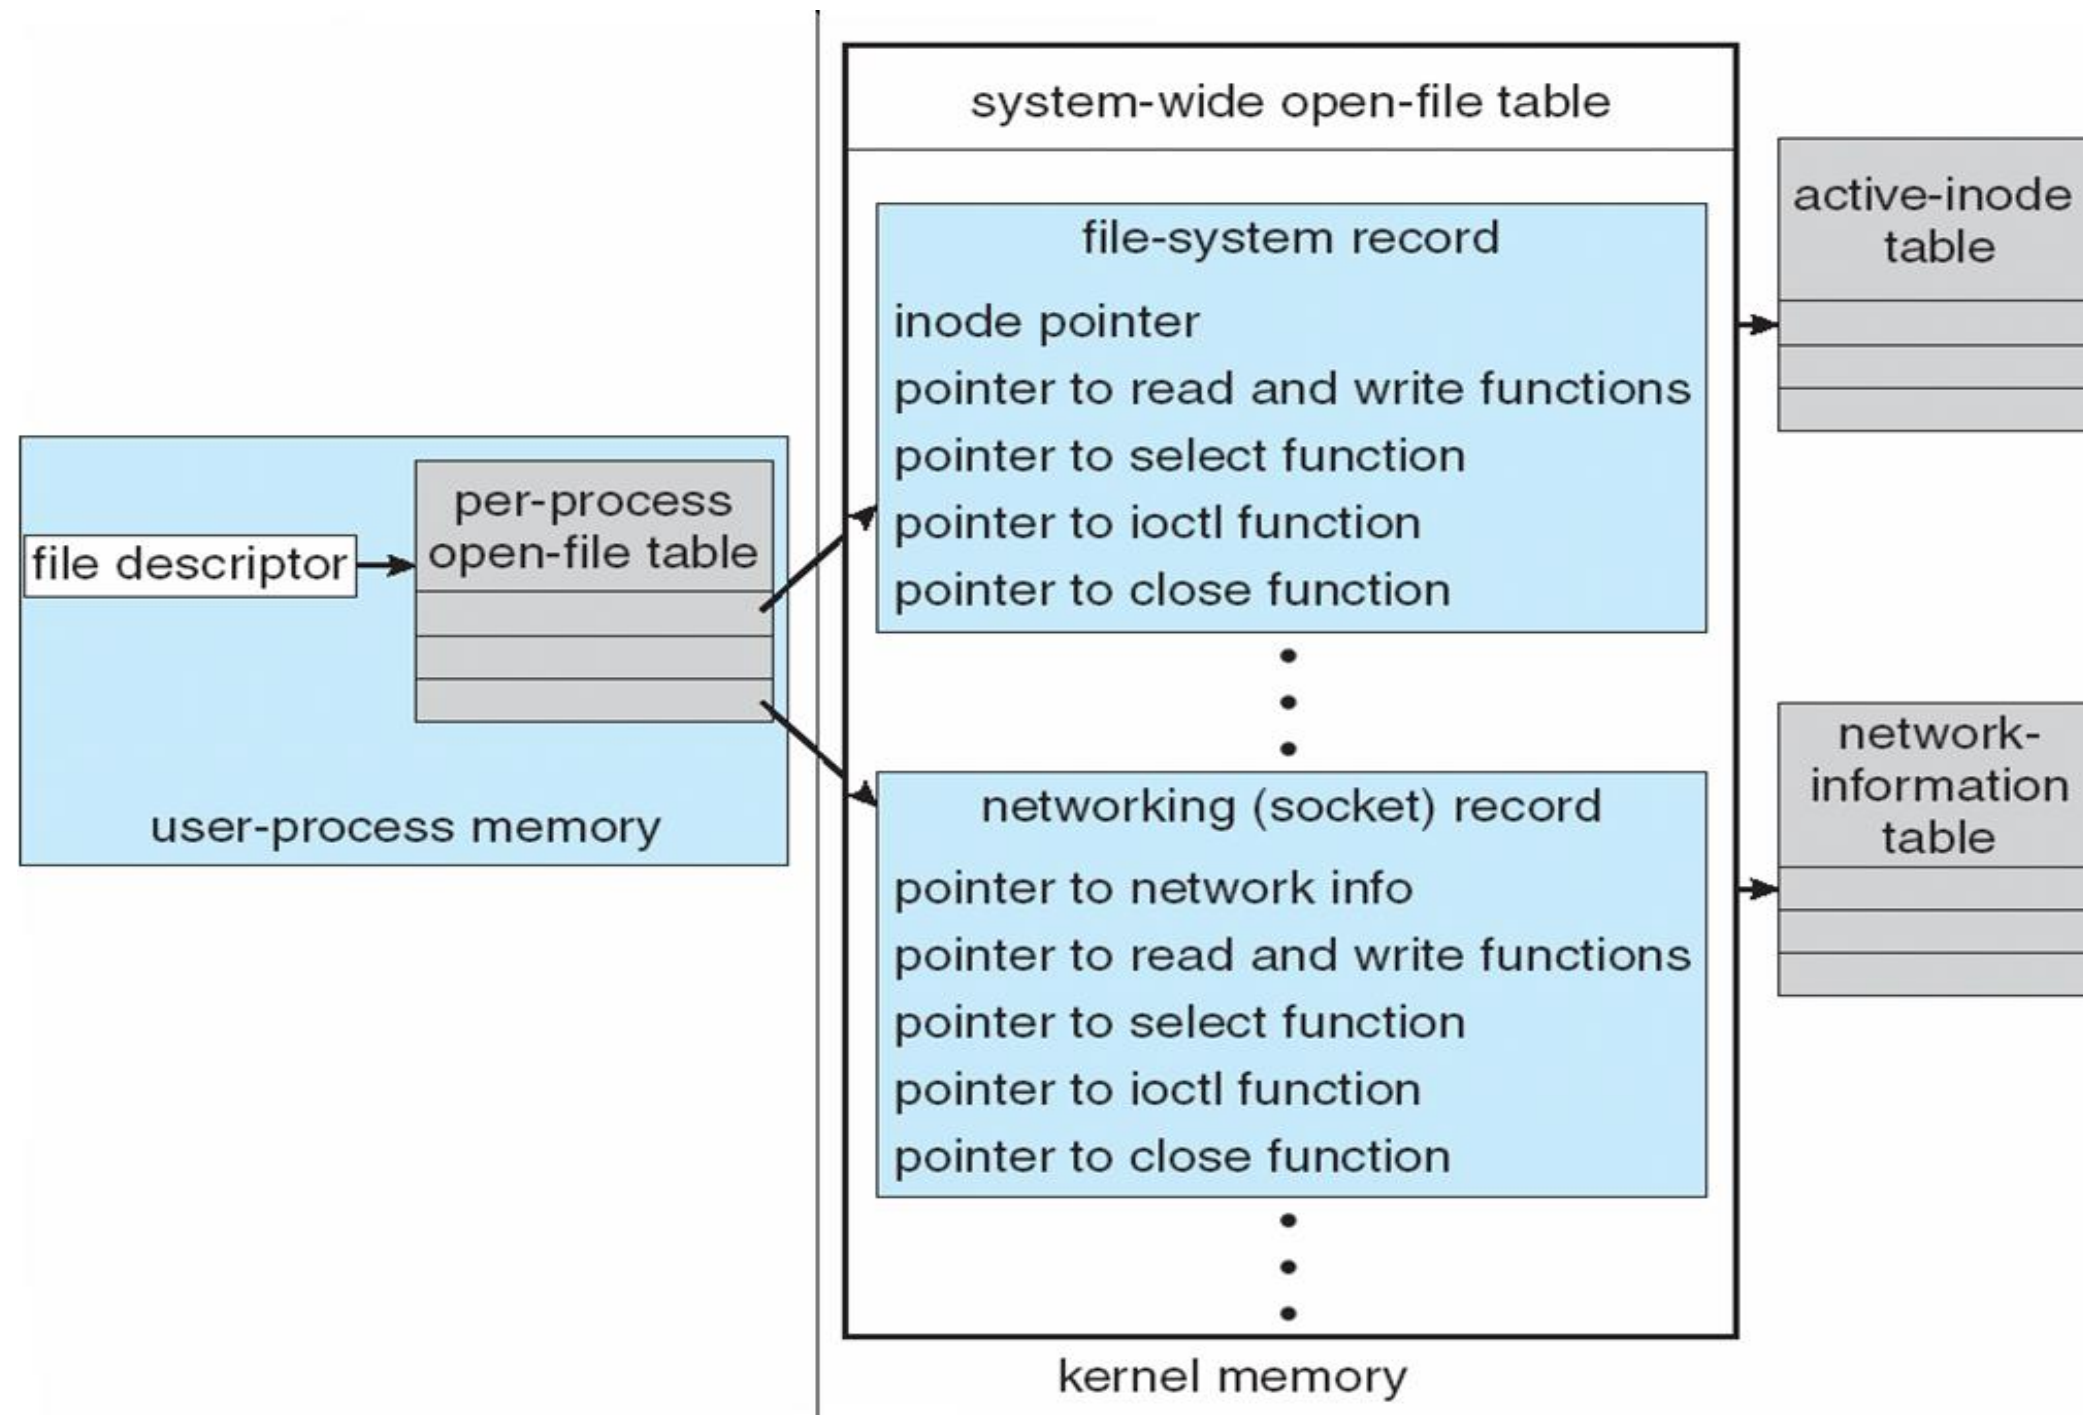 file descriptor
per-process
open-file table
user-process memory
system-wide open-file table
file-system record
inode pointer
pointer to read and write functions
pointer to select function
pointer to ioctl function
pointer to close function
networking (socket) record
pointer to network info
pointer to read and write functions
pointer to select function
pointer to ioctl function
pointer to close function
kernel memory
active-inode
table
network-
information
table